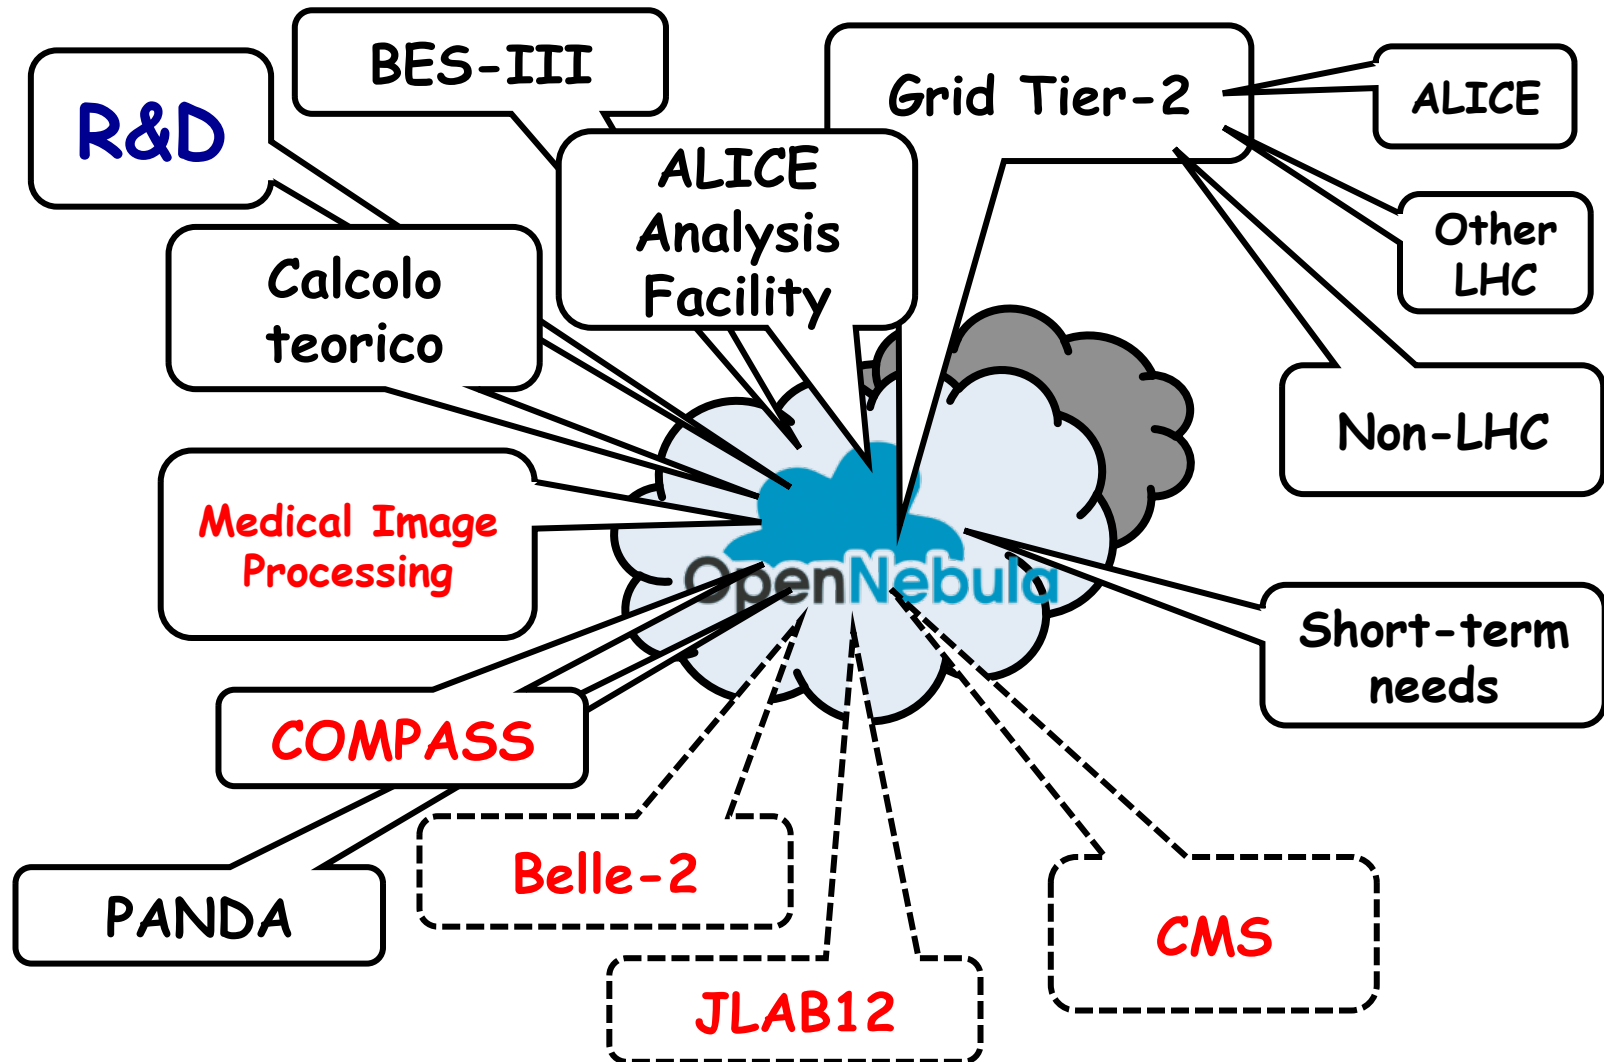 BES-III
R&D
Grid Tier-2
ALICE
ALICE
Analysis
Facility
Other
LHC
Calcolo
teorico
Non-LHC
Medical Image
Processing
OpenNebula
Short-term
needs
COMPASS
Belle-2
PANDA
CMS
JLAB12